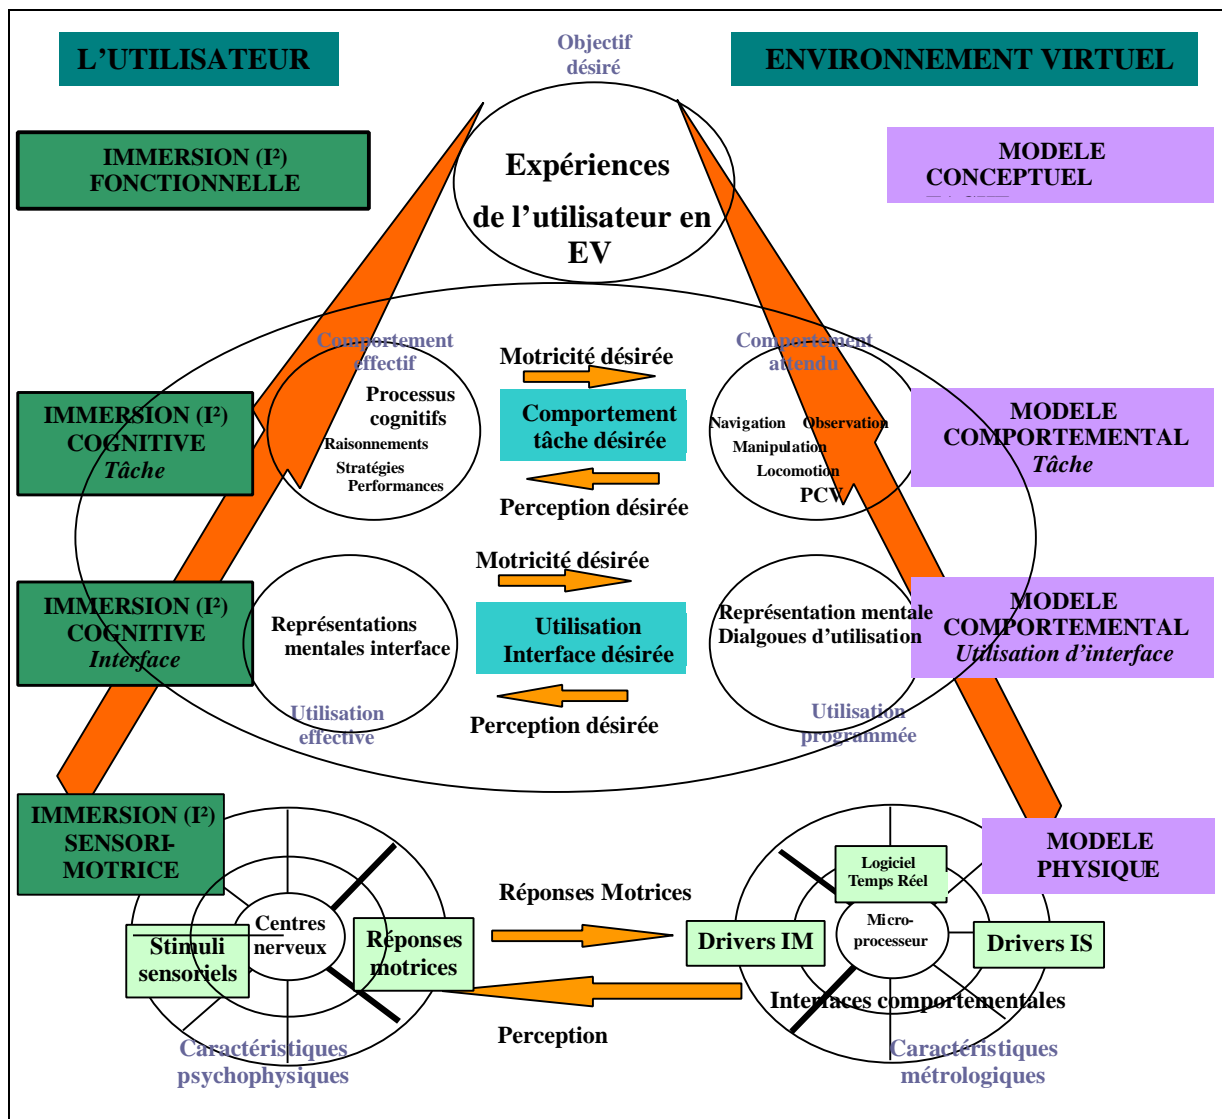 L'UTILISATEUR
Objectif
désiré
ENVIRONNEMENT VIRTUEL
IMMERSION (I²)
FONCTIONNELLE
Expériences
de l'utilisateur en
EV
MODELE
CONCEPTUEL
Comportement
effectif
Motricité désirée
Comportement
attendu
IMMERSION (I²)
COGNITIVE
Tâche
Processus
cognitifs
Raisonnements
Stratégies
Performances
Comportement
tâche désirée
Perception désirée
Navigation Observation
Manipulation
Locomotion
PCV
MODELE
COMPORTEMENTAL
Tâche
Motricité désirée
IMMERSION (I²)
COGNITIVE
Interface
Représentations
mentales interface
Utilisation
Interface désirée
Représentation mentale
Dialgoues d'utilisation
MODELE
COMPORTEMENTAL
Utilisation d'interface
Utilisation
effective
Perception désirée
Utilisation
programmée
IMMERSION (I²)
SENSORI-
MOTRICE
MODELE
PHYSIQUE
Stimuli
sensoriels
Centres
nerveux
Réponses
motrices
Réponses Motrices
Perception
Logiciel
Temps Réel
Drivers IM
Micro-
processeur
Drivers IS
Interfaces comportementales
Caractéristiques
psychophysiques
Caractéristiques
métrologiques